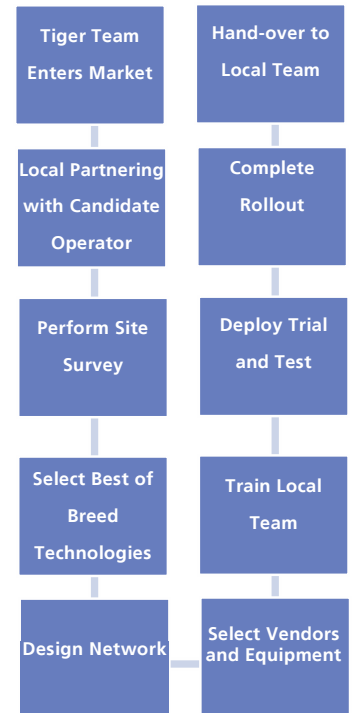 Tiger Team
Enters Market
Local Partnering
with Candidate
Operator
Perform Site
Survey
Select Best of
Breed
Technologies
Design Network
Select Vendors
and Equipment
Train Local
Team
Deploy Trial
and Test
Complete
Rollout
Hand-over to
Local Team